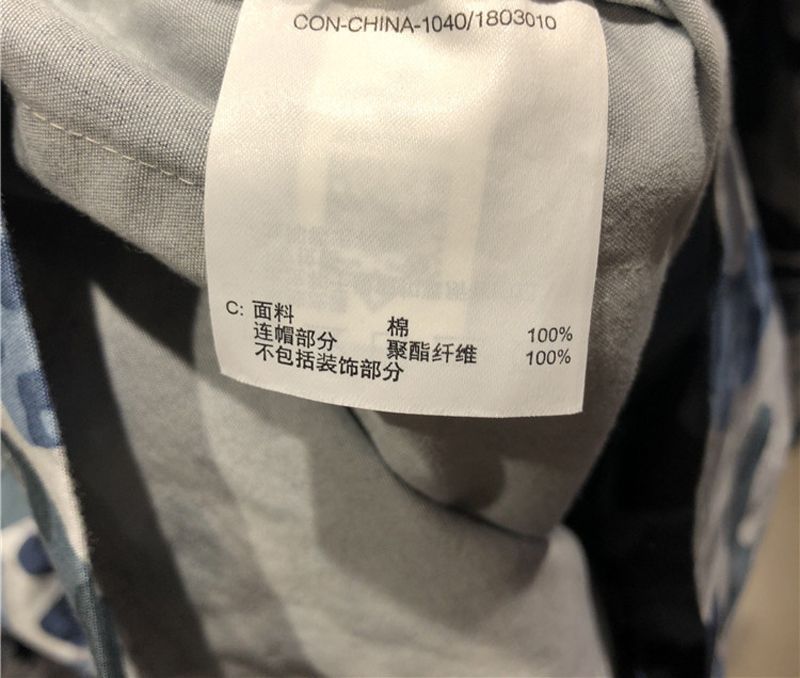 CON-CHINA-1040/1803010
C: 面料 棉 100%
连帽部分 聚酯纤维 100%
不包括装饰部分